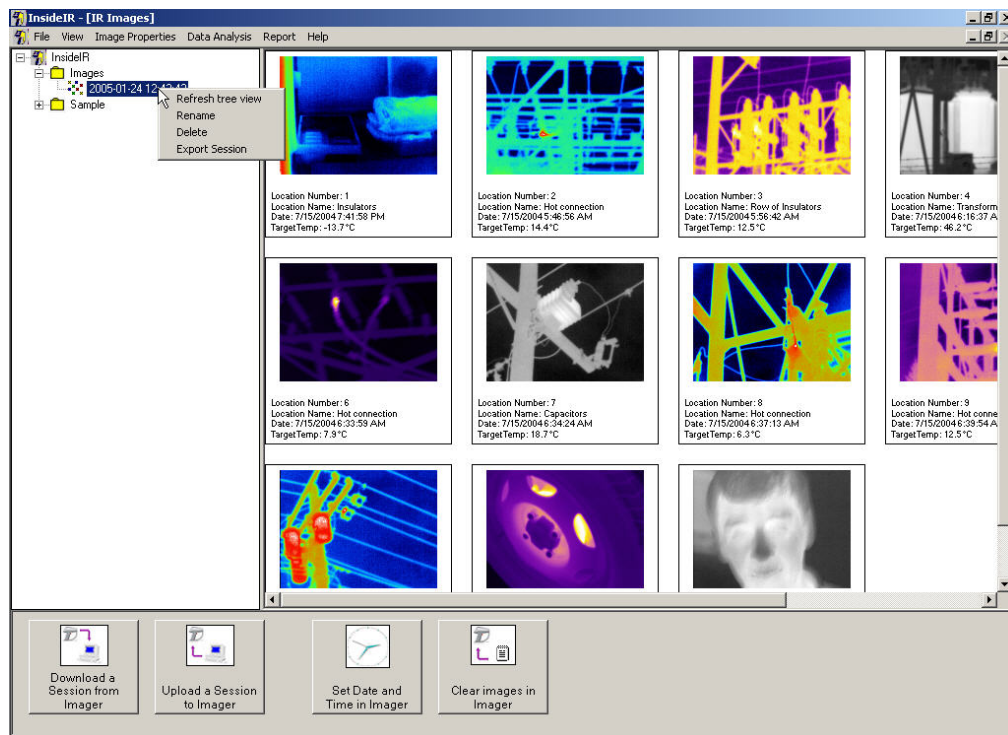 InsideIR - [IR Images]
File View Image Properties Data Analysis Report Help
InsideIR
Images
2005-01-24
Sample
Refresh tree view
Rename
Delete
Export Session
Location Number: 1
Location Name: Insulators
Date: 7/15/2004 7:41:58 PM
TargetTemp: -13.7°C
Location Number: 2
Location Name: Hot connection
Date: 7/15/2004 5:46:56 AM
TargetTemp: 14.4°C
Location Number: 3
Location Name: Row of Insulators
Date: 7/15/2004 5:56:42 AM
TargetTemp: 12.5°C
Location Number: 4
Location Name: Transform
Date: 7/15/2004 6:16:37 A
TargetTemp: 46.2°C
Location Number: 6
Location Name: Hot connection
Date: 7/15/2004 6:33:59 AM
TargetTemp: 7.9°C
Location Number: 7
Location Name: Capacitors
Date: 7/15/2004 6:34:24 AM
TargetTemp: 18.7°C
Location Number: 8
Location Name: Hot connection
Date: 7/15/2004 6:37:13 AM
TargetTemp: 6.3°C
Location Number: 9
Location Name: Hot conne
Date: 7/15/2004 6:39:54 A
TargetTemp: 12.5°C
Download a
Session from
Imager
Upload a Session
to Imager
Set Date and
Time in Imager
Clear images in
Imager